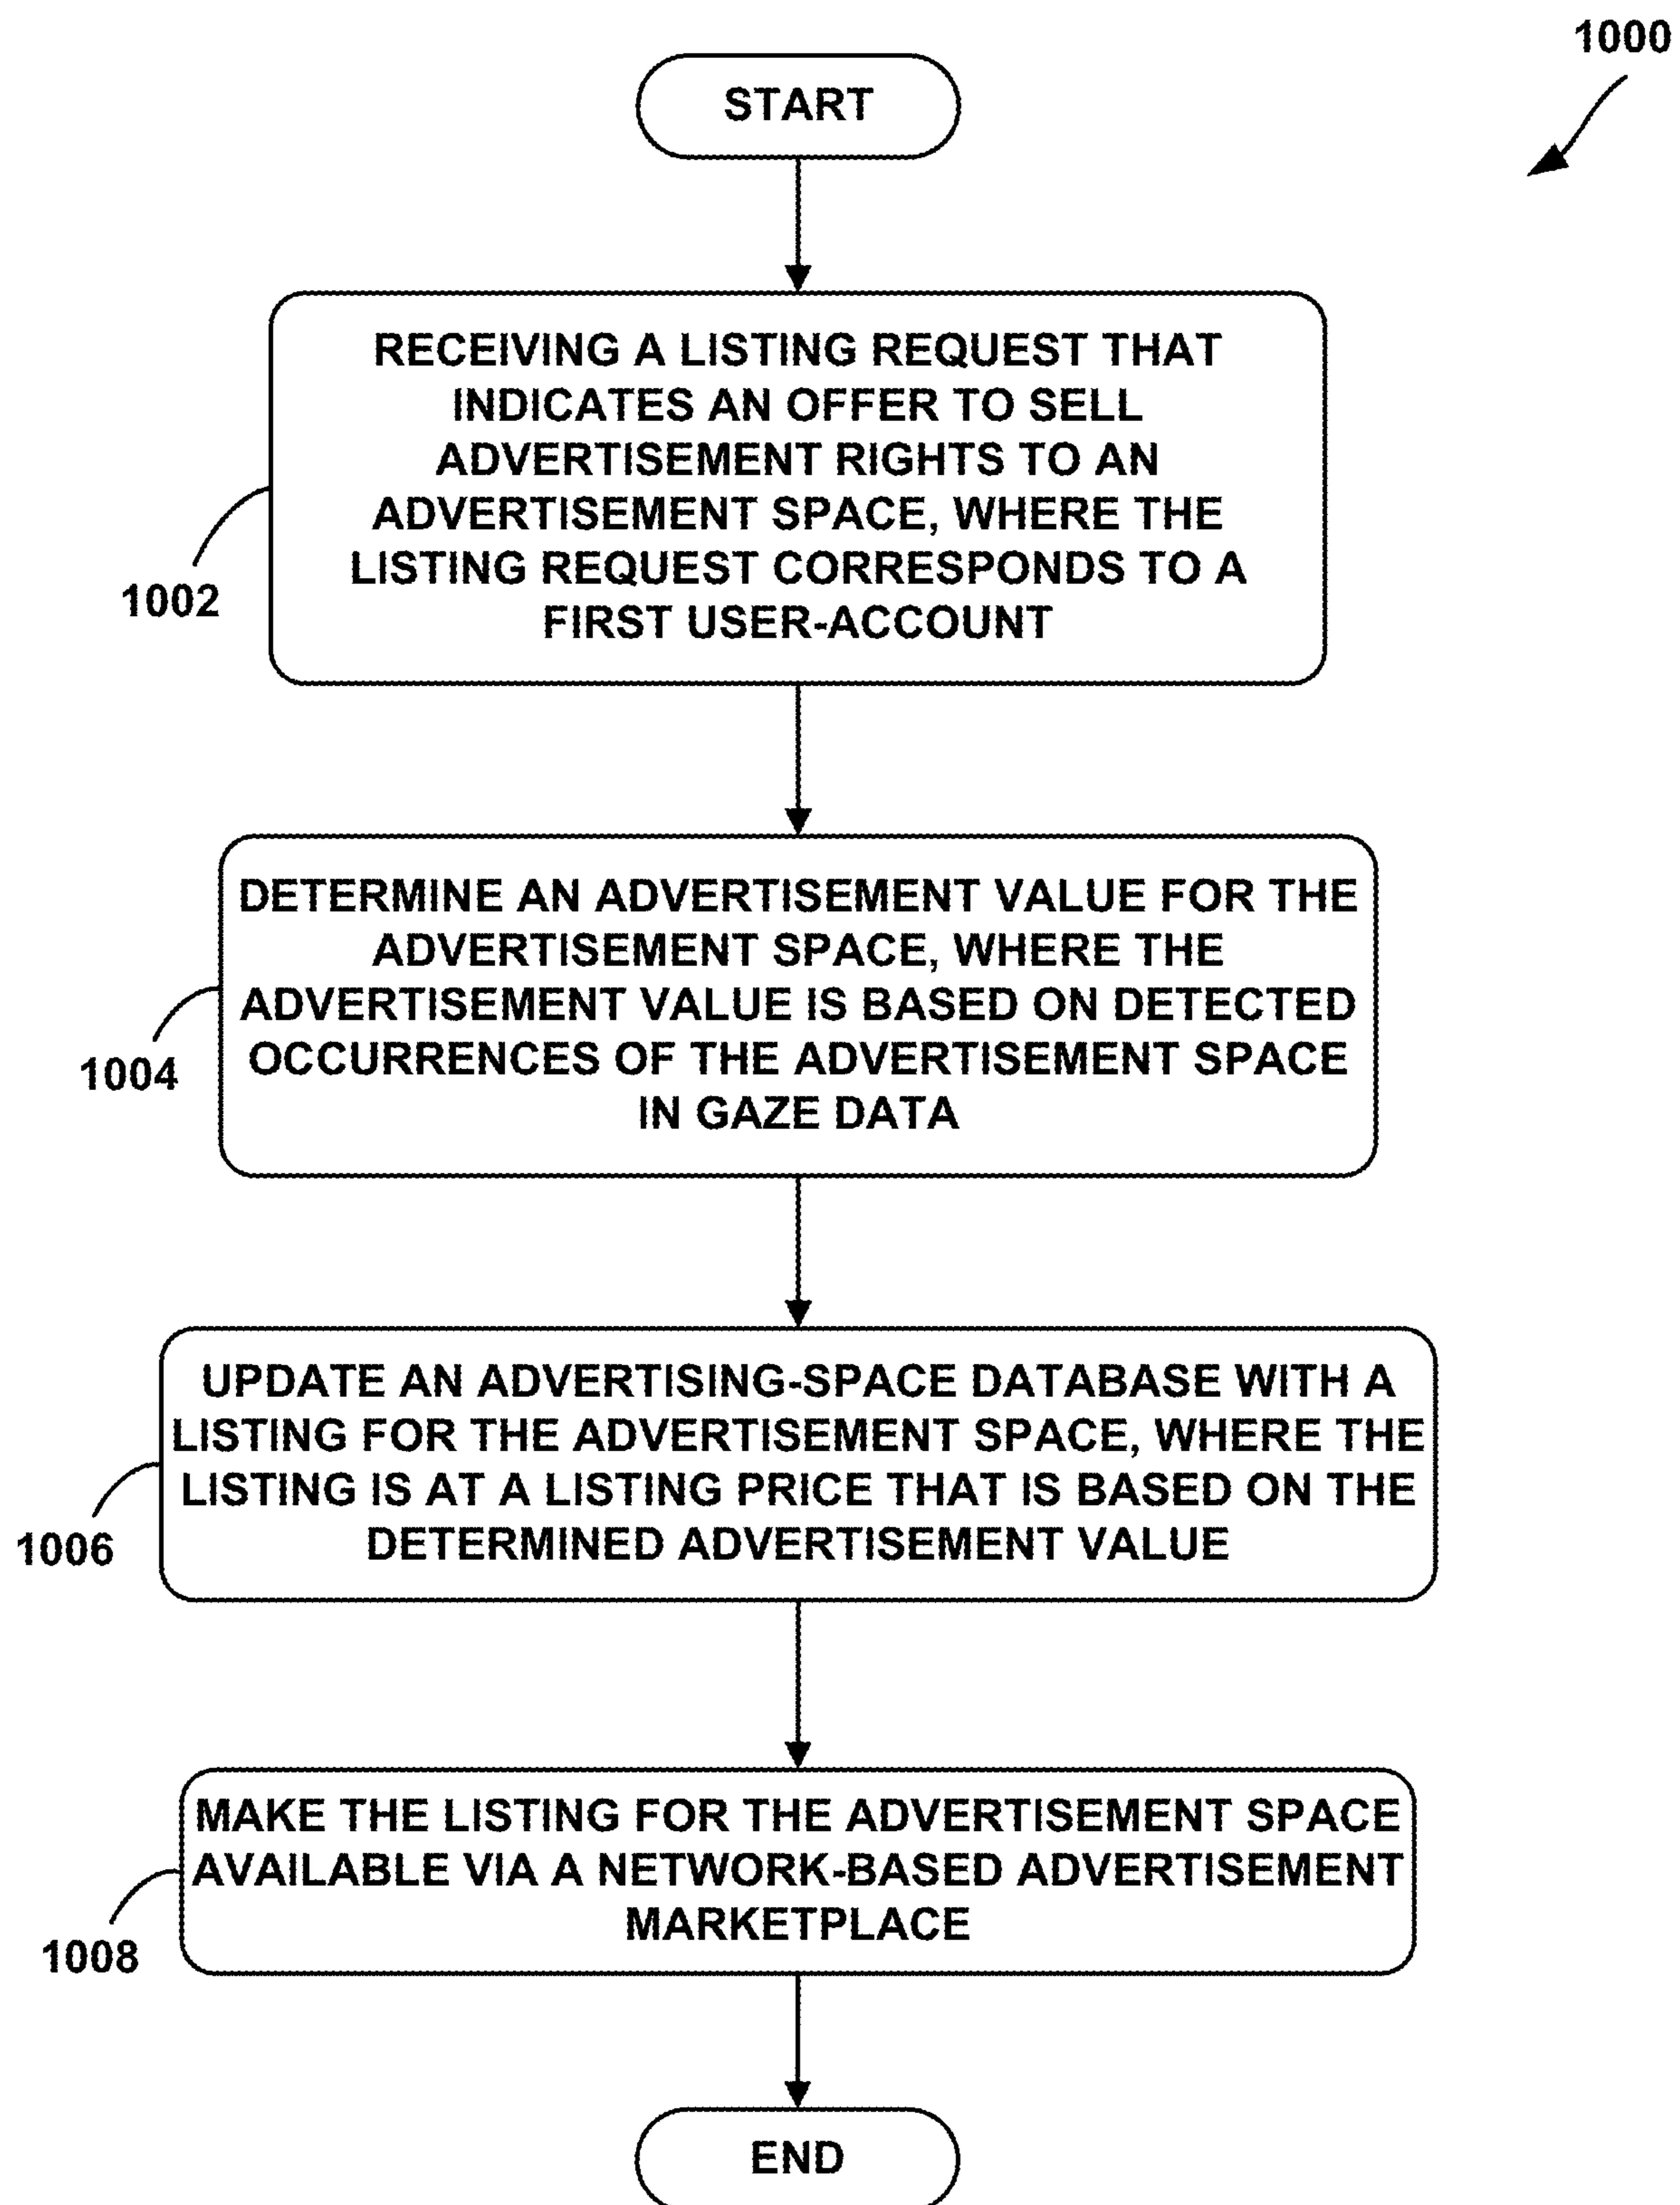 1000
START
RECEIVING A LISTING REQUEST THAT
INDICATES AN OFFER TO SELL
ADVERTISEMENT RIGHTS TO AN
ADVERTISEMENT SPACE, WHERE THE
LISTING REQUEST CORRESPONDS TO A
FIRST USER-ACCOUNT
1002
DETERMINE AN ADVERTISEMENT VALUE FOR THE
ADVERTISEMENT SPACE, WHERE THE
ADVERTISEMENT VALUE IS BASED ON DETECTED
OCCURRENCES OF THE ADVERTISEMENT SPACE
IN GAZE DATA
1004
UPDATE AN ADVERTISING-SPACE DATABASE WITH A
LISTING FOR THE ADVERTISEMENT SPACE, WHERE THE
LISTING IS AT A LISTING PRICE THAT IS BASED ON THE
DETERMINED ADVERTISEMENT VALUE
1006
MAKE THE LISTING FOR THE ADVERTISEMENT SPACE
AVAILABLE VIA A NETWORK-BASED ADVERTISEMENT
MARKETPLACE
1008
END